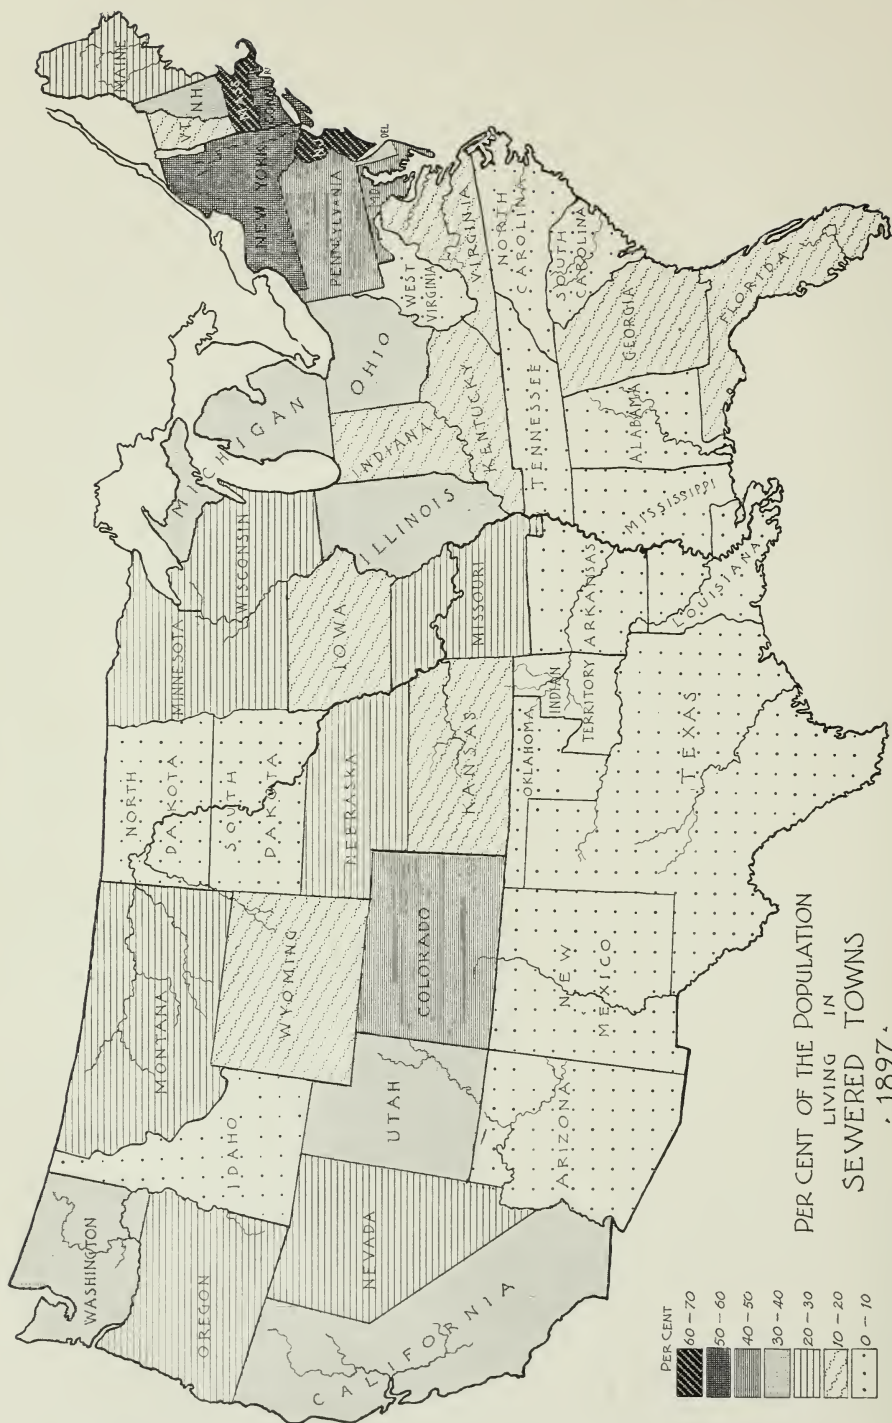 WASHINGTON
OREGON
CALIFORNIA
NEVADA
IDAHO
MONTANA
WYOMING
UTAH
COLORADO
ARIZONA
NEW
MEXICO
NORTH
DAKOTA
SOUTH
DAKOTA
NEBRASKA
KANSAS
OKLAHOMA
INDIAN
TERRITORY
TEXAS
MINNESOTA
IOWA
MISSOURI
ARKANSAS
LOUISIANA
WISCONSIN
ILLINOIS
MICHIGAN
INDIANA
OHIO
KENTUCKY
TENNESSEE
MISSISSIPPI
ALABAMA
GEORGIA
FLORIDA
SOUTH
CAROLINA
NORTH
CAROLINA
VIRGINIA
WEST
VIRGINIA
MD.
DEL
PENNSYLVANIA
NEW YORK
VT.
NH
MASS
MAINE
PER CENT
60-70
50-60
40-50
30-40
20-30
10-20
0-10
PER CENT OF THE POPULATION
LIVING IN
SEWERED TOWNS
· 1897 ·